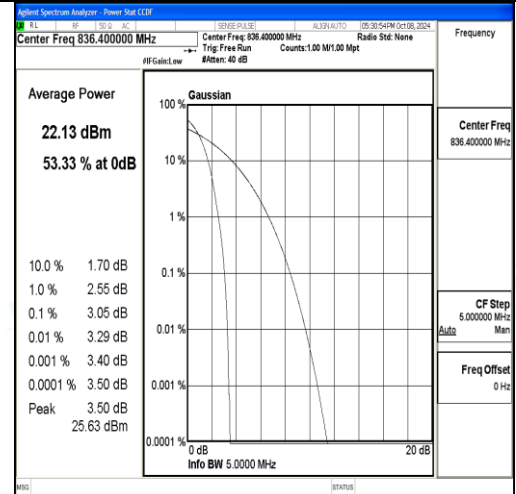 Agilent Spectrum Analyzer - Power Stat CCDF
RL RF 50 Ω AC SENSE:PULSE ALIGN AUTO 05:30:54 PM Oct 08, 2024
Center Freq 836.400000 MHz
Center Freq: 836.400000 MHz Radio Std: None
Trig: Free Run Counts:1.00 M/1.00 Mpt
#IFGain:Low #Atten: 40 dB
Frequency
Average Power
22.13 dBm
53.33 % at 0dB
10.0 % 1.70 dB
1.0 % 2.55 dB
0.1 % 3.05 dB
0.01 % 3.29 dB
0.001 % 3.40 dB
0.0001 % 3.50 dB
Peak 3.50 dB
25.63 dBm
Gaussian
100 %
10 %
1 %
0.1 %
0.01 %
0.001 %
0.0001 %
0 dB 20 dB
Info BW 5.0000 MHz
Center Freq
836.400000 MHz
CF Step
5.000000 MHz
Auto Man
Freq Offset
0 Hz
MSG STATUS